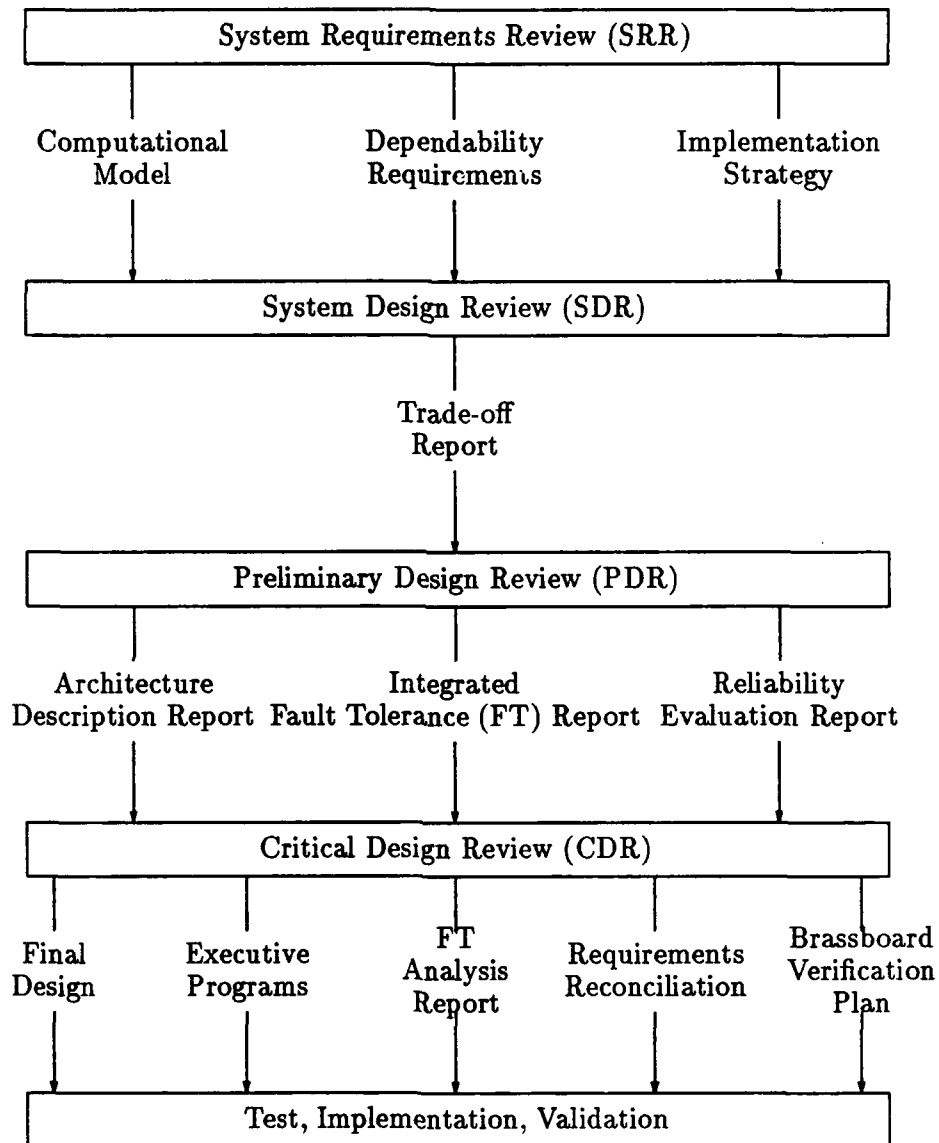 System Requirements Review (SRR)
Computational
Model
Dependability
Requirements
Implementation
Strategy
System Design Review (SDR)
Trade-off
Report
Preliminary Design Review (PDR)
Architecture
Description Report
Integrated
Fault Tolerance (FT) Report
Reliability
Evaluation Report
Critical Design Review (CDR)
Final
Design
Executive
Programs
FT
Analysis
Report
Requirements
Reconciliation
Brassboard
Verification
Plan
Test, Implementation, Validation